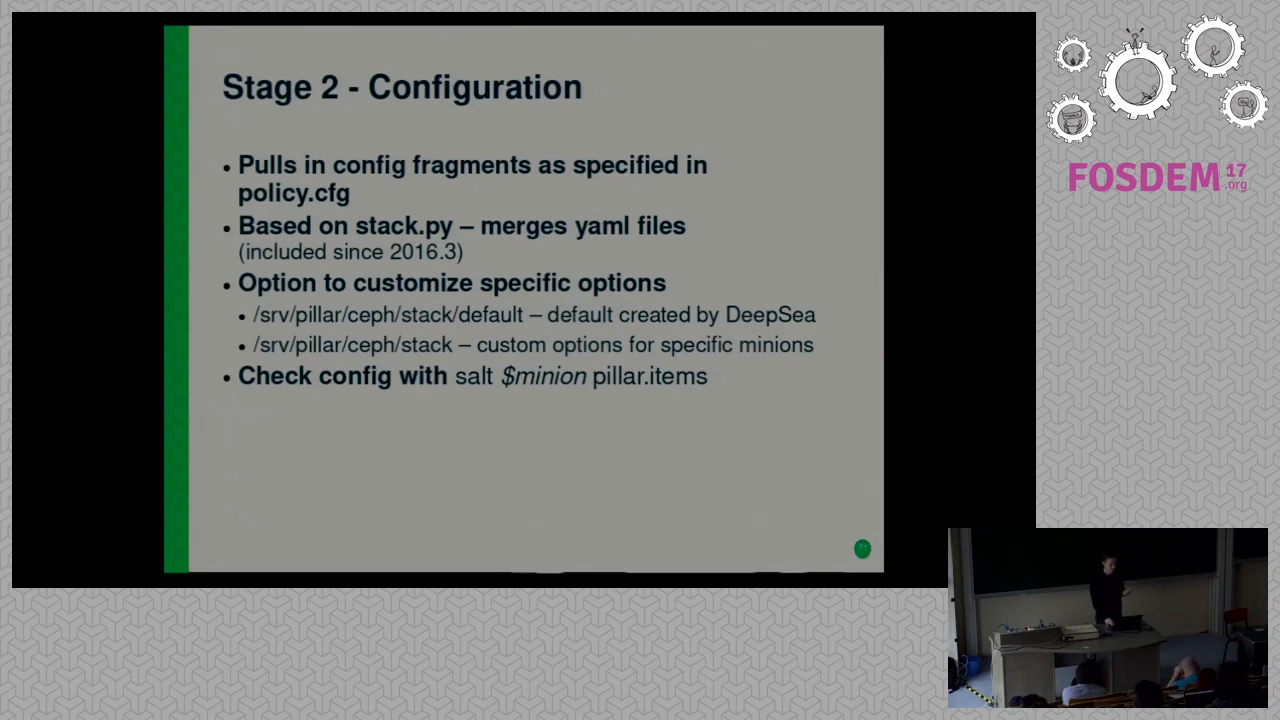 Stage 2 - Configuration
• Pulls in config fragments as specified in
policy.cfg
• Based on stack.py – merges yaml files
(included since 2016.3)
• Option to customize specific options
• /srv/pillar/ceph/stack/default – default created by DeepSea
• /srv/pillar/ceph/stack – custom options for specific minions
• Check config with salt $minion pillar.items
FOSDEM 17
.org